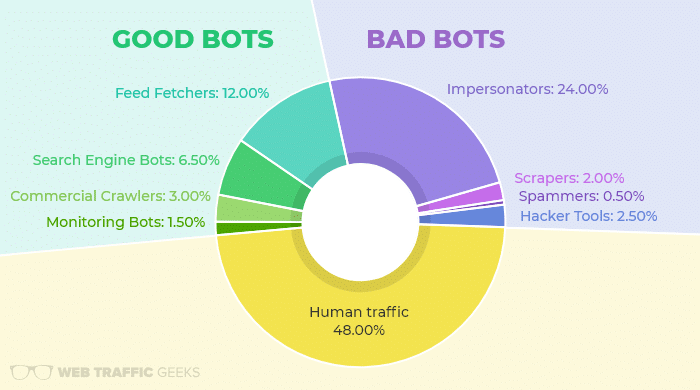 GOOD BOTS
BAD BOTS
Feed Fetchers: 12.00%
Impersonators: 24.00%
Search Engine Bots: 6.50%
Scrapers: 2.00%
Commercial Crawlers: 3.00%
Spammers: 0.50%
Monitoring Bots: 1.50%
Hacker Tools: 2.50%
Human traffic
48.00%
WEB TRAFFIC GEEKS